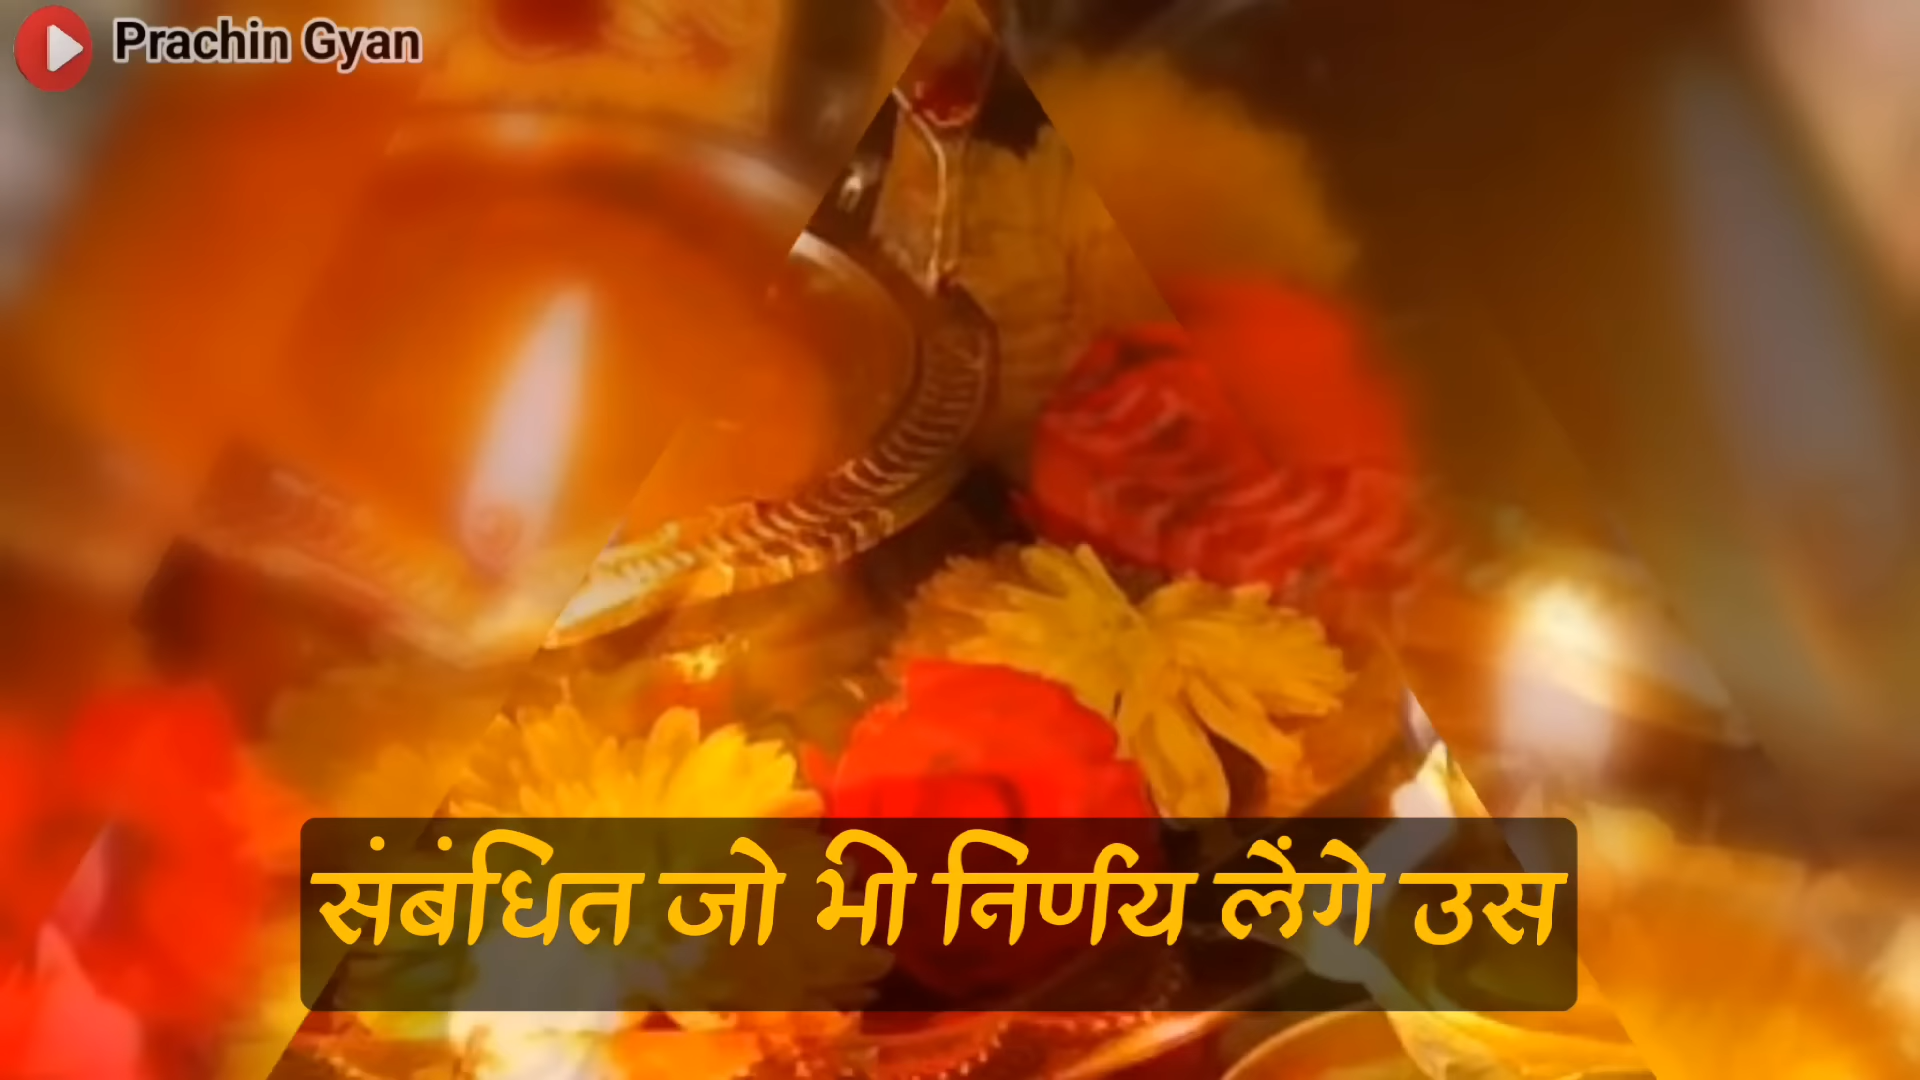 Prachin Gyan
संबंधित जो भी निर्णय लेंगे उस